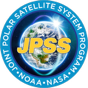 JOINT POLAR SATELLITE SYSTEM PROGRAM
JPSS
•NOAA•NASA•